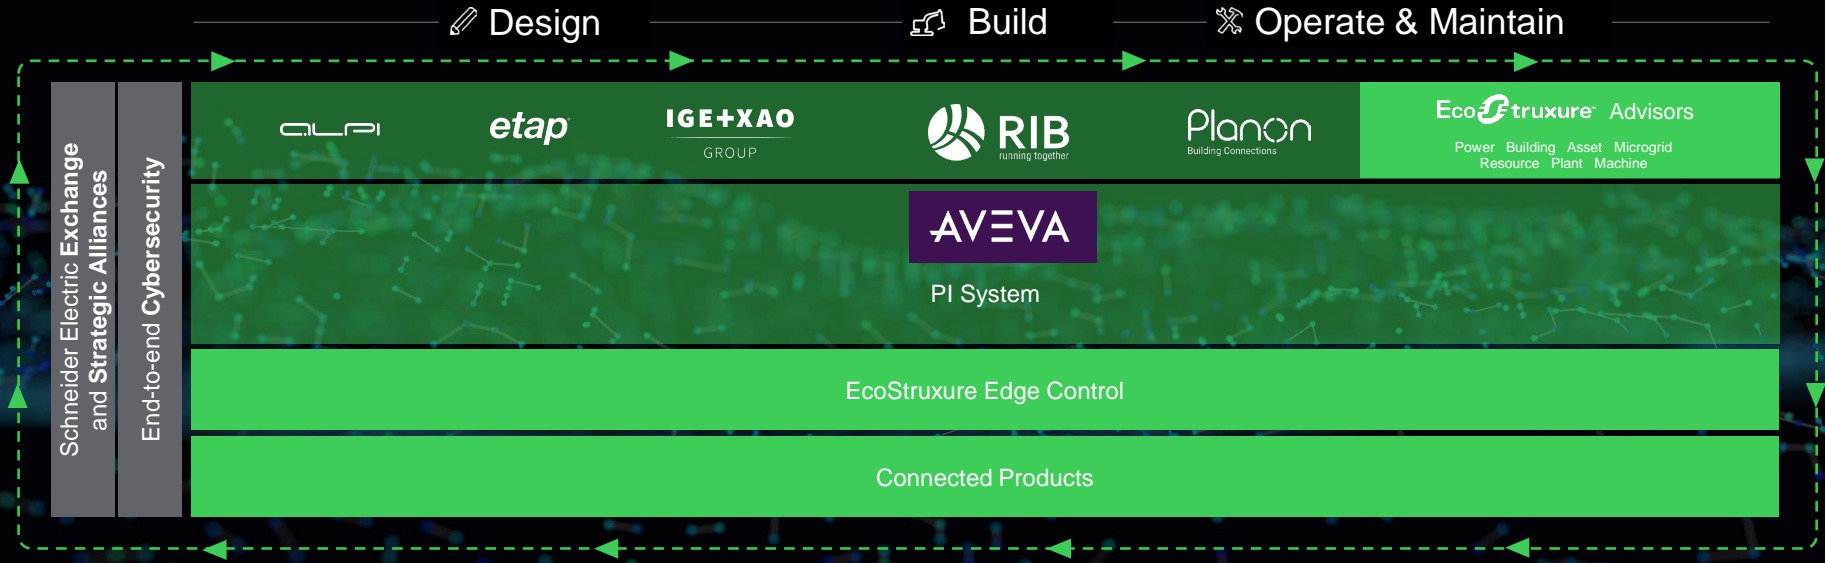 Design
Build
Operate & Maintain
Schneider Electric Exchange
and Strategic Alliances
End-to-end Cybersecurity
ALPI
etap
IGE+XAO
GROUP
RIB
running together
Planon
Building Connections
EcoStruxure™ Advisors
Power Building Asset Microgrid
Resource Plant Machine
AVEVA
PI System
EcoStruxure Edge Control
Connected Products